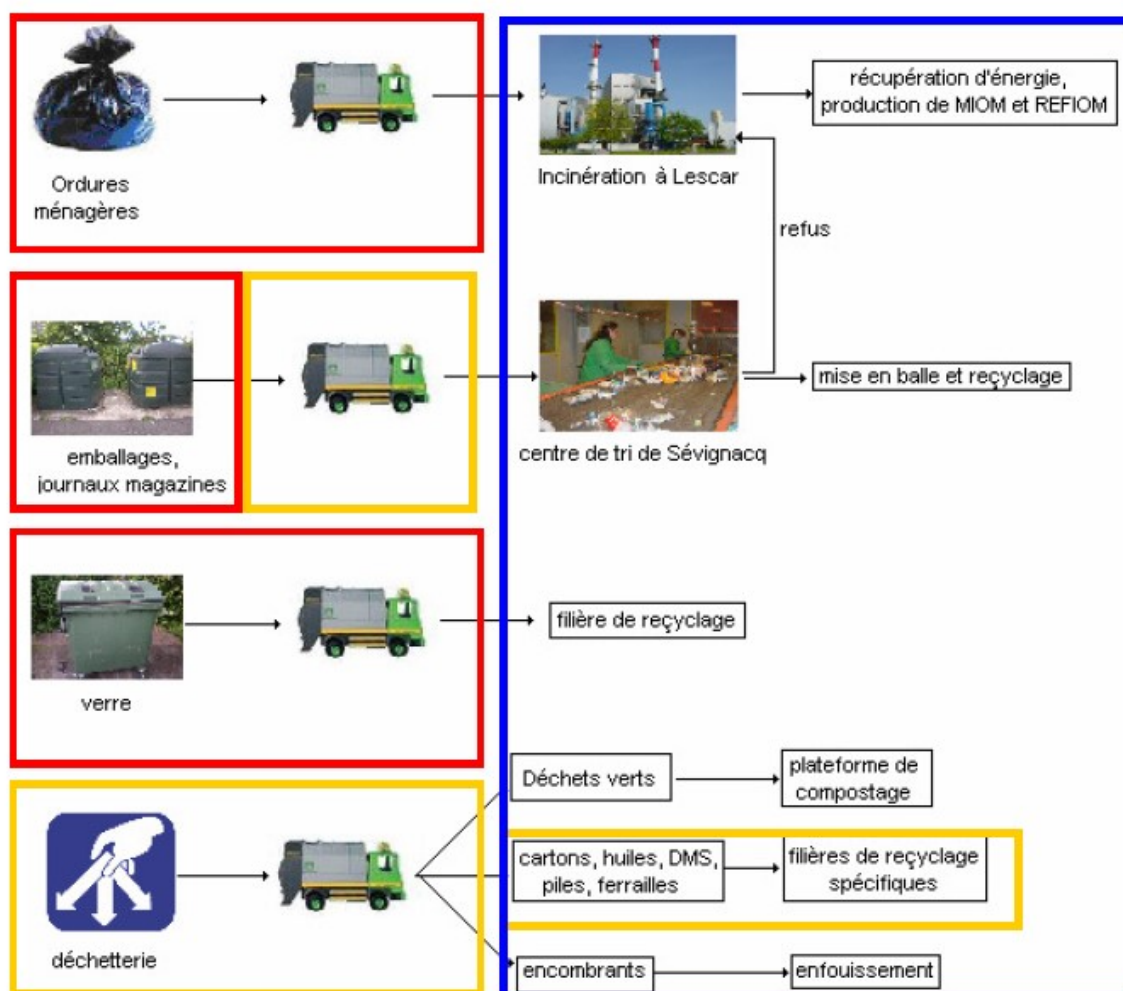 Ordures
ménagères
Incinération à Lescar
récupération d'énergie,
production de MIOM et REFIOM
refus
emballages,
journaux magazines
centre de tri de Sévignacq
mise en balle et reçyclage
verre
filière de reçyclage
déchetterie
Déchets verts
plateforme de
compostage
cartons, huiles, DMS,
piles, ferrailles
filières de reçyclage
spécifiques
encombrants
enfouissement